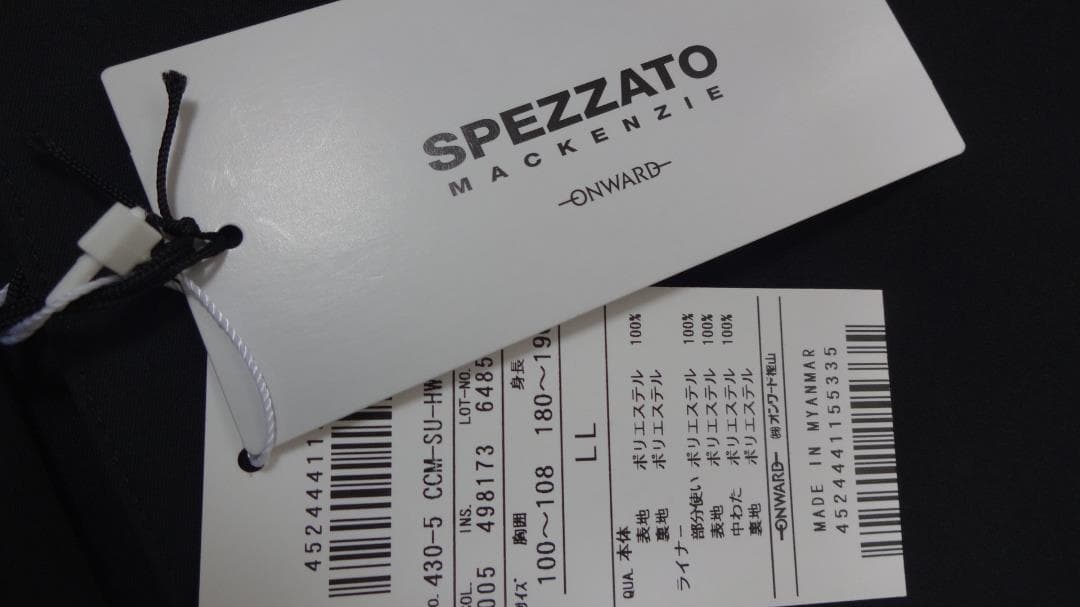 SPEZZATO
MACKENZIE
ONWARD
4524441
430-5 CCM-SU-HW
COL. INS. LOT-NO.
005 498173 6485
サイズ 胸囲 身長
100〜108 180〜19
LL
QUA. 本体
表地 ポリエステル 100%
裏地 ポリエステル
ライナー
部分使い ポリエステル 100%
表地 ポリエステル 100%
中わた ポリエステル 100%
裏地 ポリエステル
ONWARD ㈱オンワード樫山
MADE IN MYANMAR
4524441155335